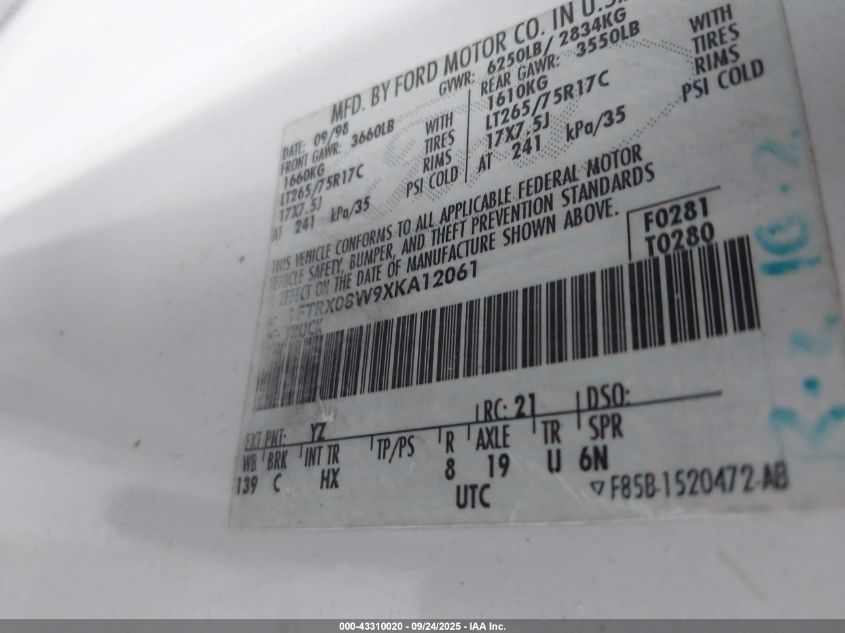 MFD. BY FORD MOTOR CO. IN U.S.
DATE: 09/98 GVWR: 6250LB/ 2834KG
FRONT GAWR: 3660LB REAR GAWR: 3550LB
1660KG WITH 1610KG WITH
LT265/75R17C TIRES LT265/75R17C TIRES
17X7.5J RIMS 17X7.5J RIMS
AT 241 kPa/35 PSI COLD AT 241 kPa/35 PSI COLD
THIS VEHICLE CONFORMS TO ALL APPLICABLE FEDERAL MOTOR
VEHICLE SAFETY, BUMPER, AND THEFT PREVENTION STANDARDS
EFFECT ON THE DATE OF MANUFACTURE SHOWN ABOVE.
1FTRX08W9XKA12061 F0281
TRUCK T0280
EXT PNT: YZ RC: 21 DSO:
WB BRK INT TR TP/PS R AXLE TR SPR
139 C HX 8 19 U 6N
UTC ▽F85B-1520472-AB
000-43310020 - 09/24/2025 - IAA Inc.